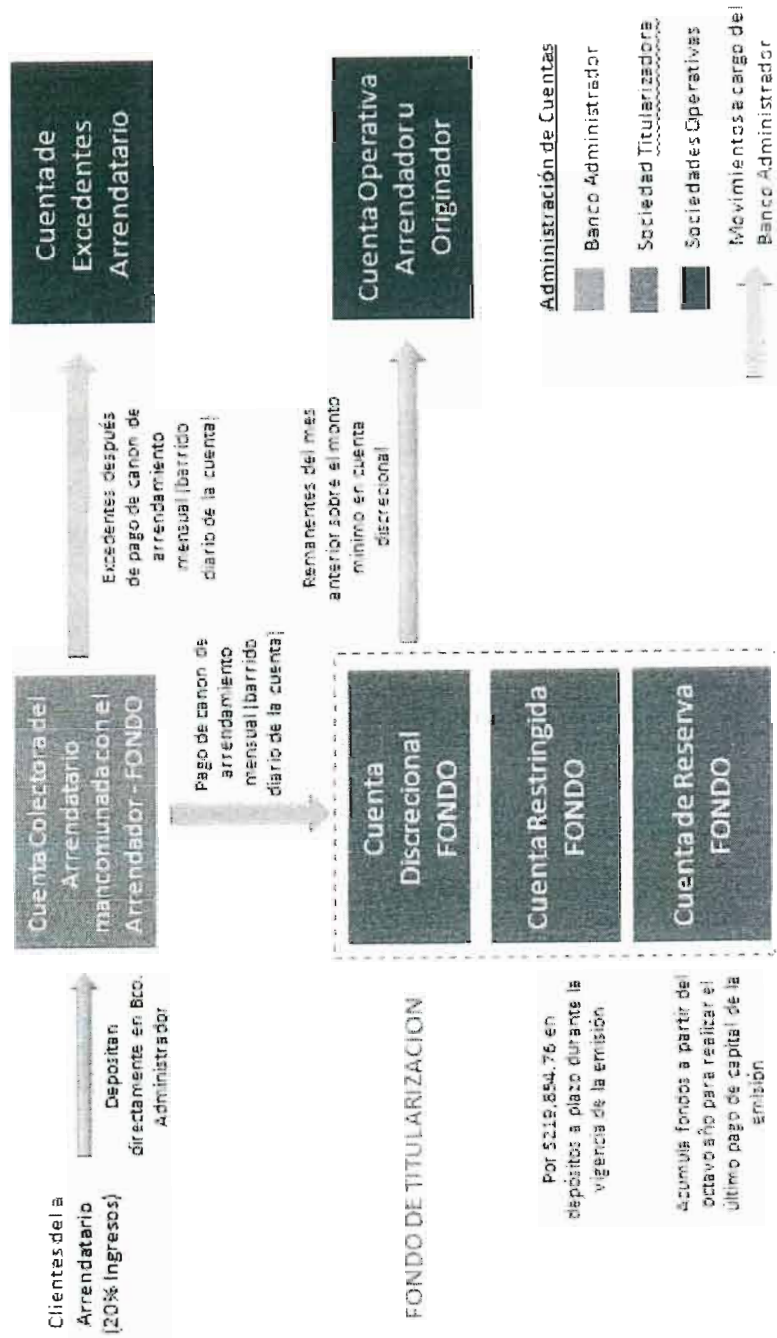 Clientes del a
Arrendatario
(20% Ingresos)
Depositan
directamente en Bco.
Administrador
Cuenta Colectora del
Arrendatario
mancomunada con el
Arrendador - FONDO
Excedentes después
de pago de canon de
arrendamiento
mensual (barrido
diario de la cuenta)
Cuenta de
Excedentes
Arrendatario
Pago de canon de
arrendamiento
mensual (barrido
diario de la cuenta)
FONDO DE TITULARIZACION
Cuenta
Discrecional
FONDO
Remanentes del mes
anterior sobre el monto
mínimo en cuenta
discrecional
Cuenta Operativa
Arrendador u
Originador
Por $219,854.76 en
depósitos a plazo durante la
vigencia de la emisión
Cuenta Restringida
FONDO
Acumula fondos a partir del
octavo año para realizar el
último pago de capital de la
emisión
Cuenta de Reserva
FONDO
Administración de Cuentas
Banco Administrador
Sociedad Titularizadora
Sociedades Operativas
Movimientos a cargo del
Banco Administrador